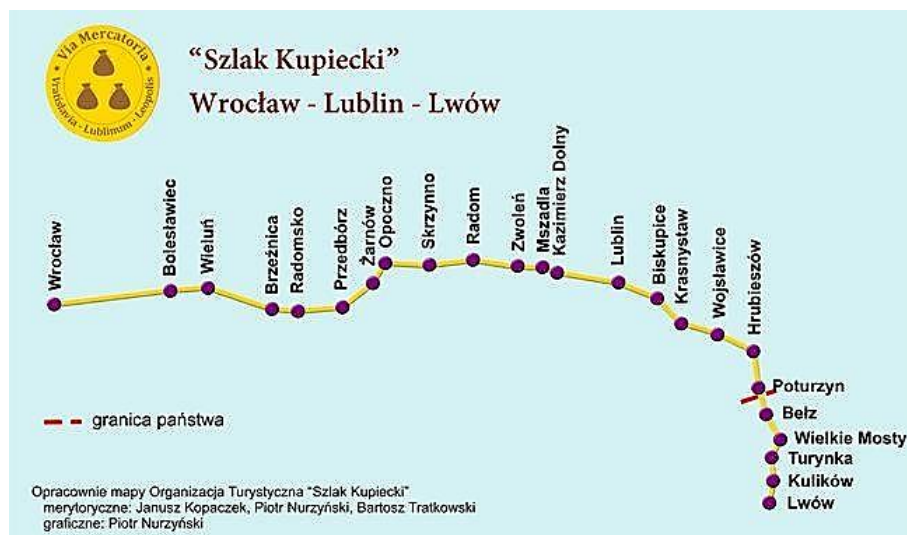 Via Mercatoria
Vratislavia - Lublinum - Leopolis
“Szlak Kupiecki”
Wrocław - Lublin - Lwów
Wrocław
Bolesławiec
Wieluń
Brzeźnica
Radomsko
Przedbórz
Żarnów
Opoczno
Skrzynno
Radom
Zwoleń
Mszadla
Kazimierz Dolny
Lublin
Biskupice
Krasnystaw
Wojsławice
Hrubieszów
Poturzyn
Bełz
Wielkie Mosty
Turynka
Kulików
Lwów
granica państwa
Opracownie mapy Organizacja Turystyczna “Szlak Kupiecki”
merytoryczne: Janusz Kopaczek, Piotr Nurzyński, Bartosz Tratkowski
graficzne: Piotr Nurzyński